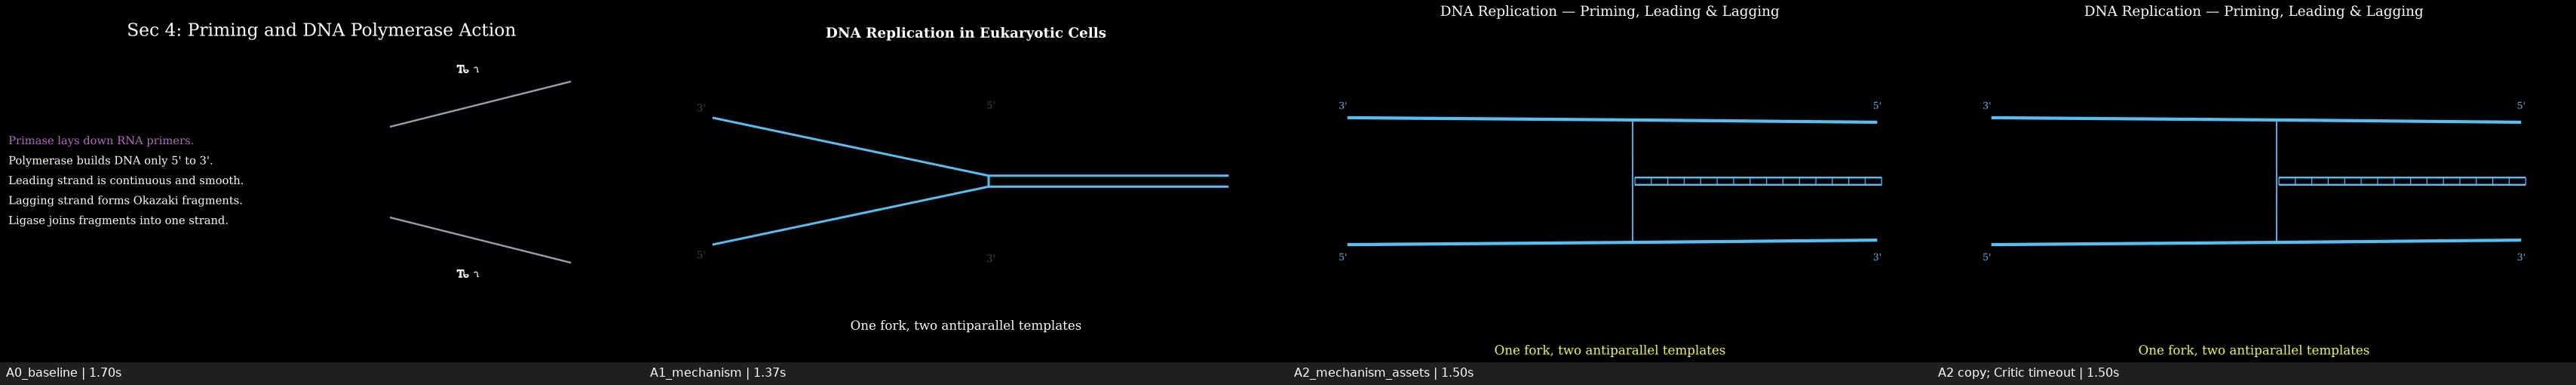 Sec 4: Priming and DNA Polymerase Action
Primase lays down RNA primers.
Polymerase builds DNA only 5' to 3'.
Leading strand is continuous and smooth.
Lagging strand forms Okazaki fragments.
Ligase joins fragments into one strand.
A0_baseline | 1.70s
DNA Replication in Eukaryotic Cells
3'
5'
5'
3'
One fork, two antiparallel templates
A1_mechanism | 1.37s
DNA Replication — Priming, Leading & Lagging
3'
5'
5'
3'
One fork, two antiparallel templates
A2_mechanism_assets | 1.50s
DNA Replication — Priming, Leading & Lagging
3'
5'
5'
3'
One fork, two antiparallel templates
A2 copy; Critic timeout | 1.50s